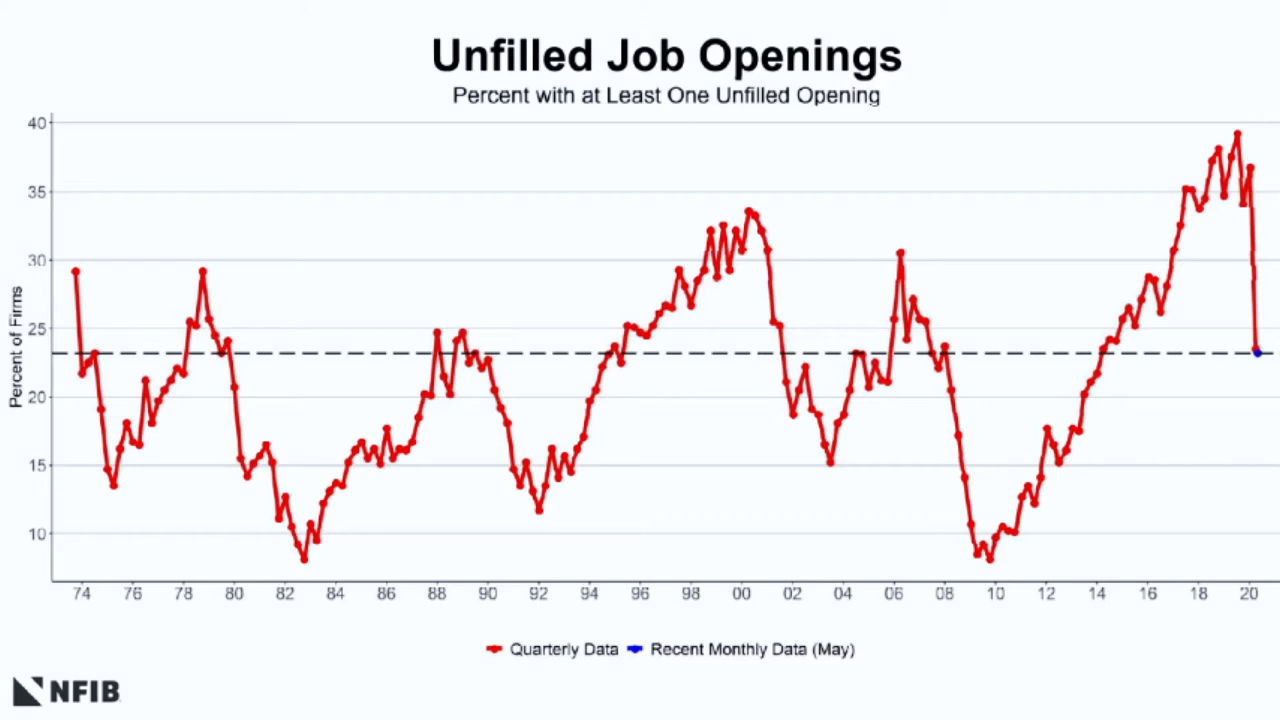 Unfilled Job Openings
Percent with at Least One Unfilled Opening
Percent of Firms
40
35
30
25
20
15
10
74 76 78 80 82 84 86 88 90 92 94 96 98 00 02 04 06 08 10 12 14 16 18 20
Quarterly Data Recent Monthly Data (May)
NFIB